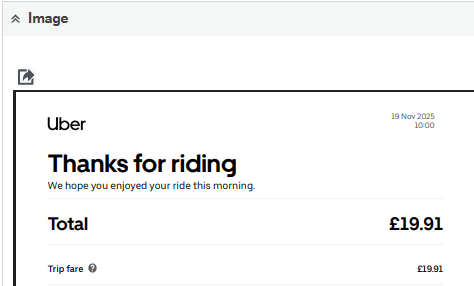 Image
Uber
19 Nov 2025
10:00
Thanks for riding
We hope you enjoyed your ride this morning.
Total £19.91
Trip fare £19.91